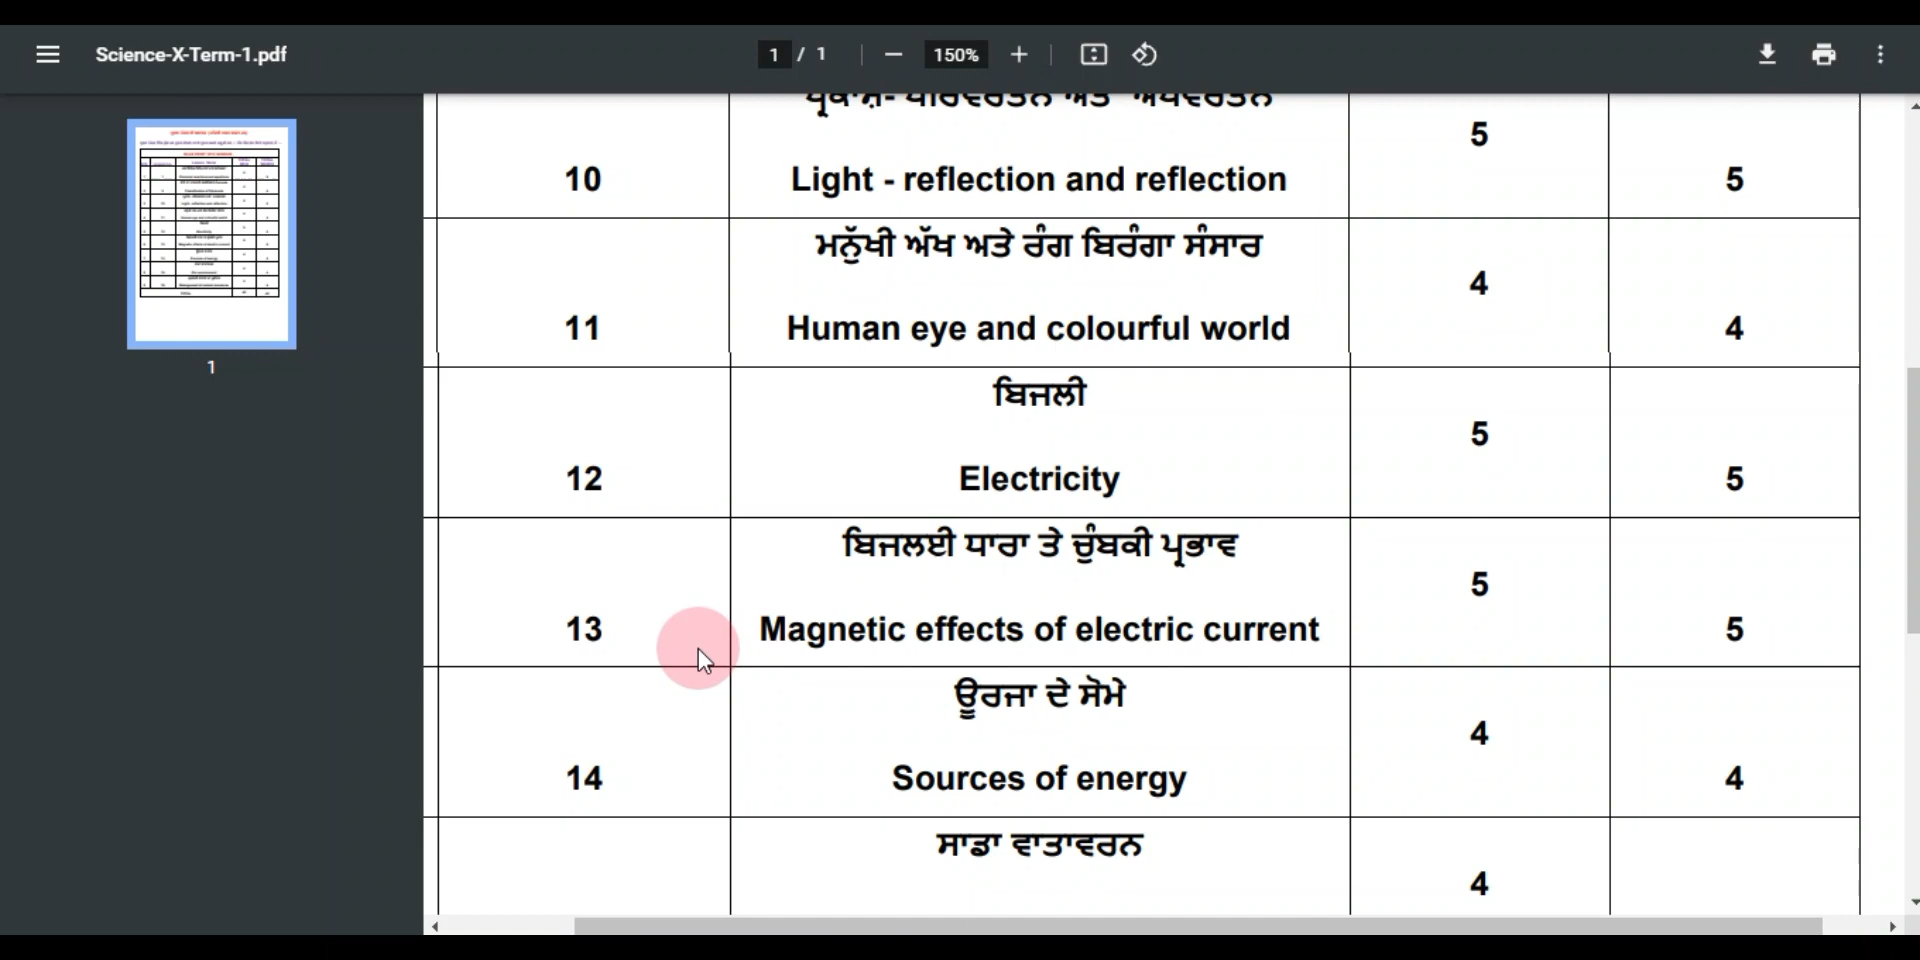 Science-X-Term-1.pdf
1 / 1
150%
1
ਪ੍ਰਕਾਸ਼- ਪਰਿਵਰਤਨ ਅਤੇ ਅਪਵਰਤਨ
5
10 Light - reflection and reflection 5
ਮਨੁੱਖੀ ਅੱਖ ਅਤੇ ਰੰਗ ਬਿਰੰਗਾ ਸੰਸਾਰ
4
11 Human eye and colourful world 4
ਬਿਜਲੀ
5
12 Electricity 5
ਬਿਜਲਈ ਧਾਰਾ ਤੇ ਚੁੰਬਕੀ ਪ੍ਰਭਾਵ
5
13 Magnetic effects of electric current 5
ਊਰਜਾ ਦੇ ਸੋਮੇ
4
14 Sources of energy 4
ਸਾਡਾ ਵਾਤਾਵਰਨ
4